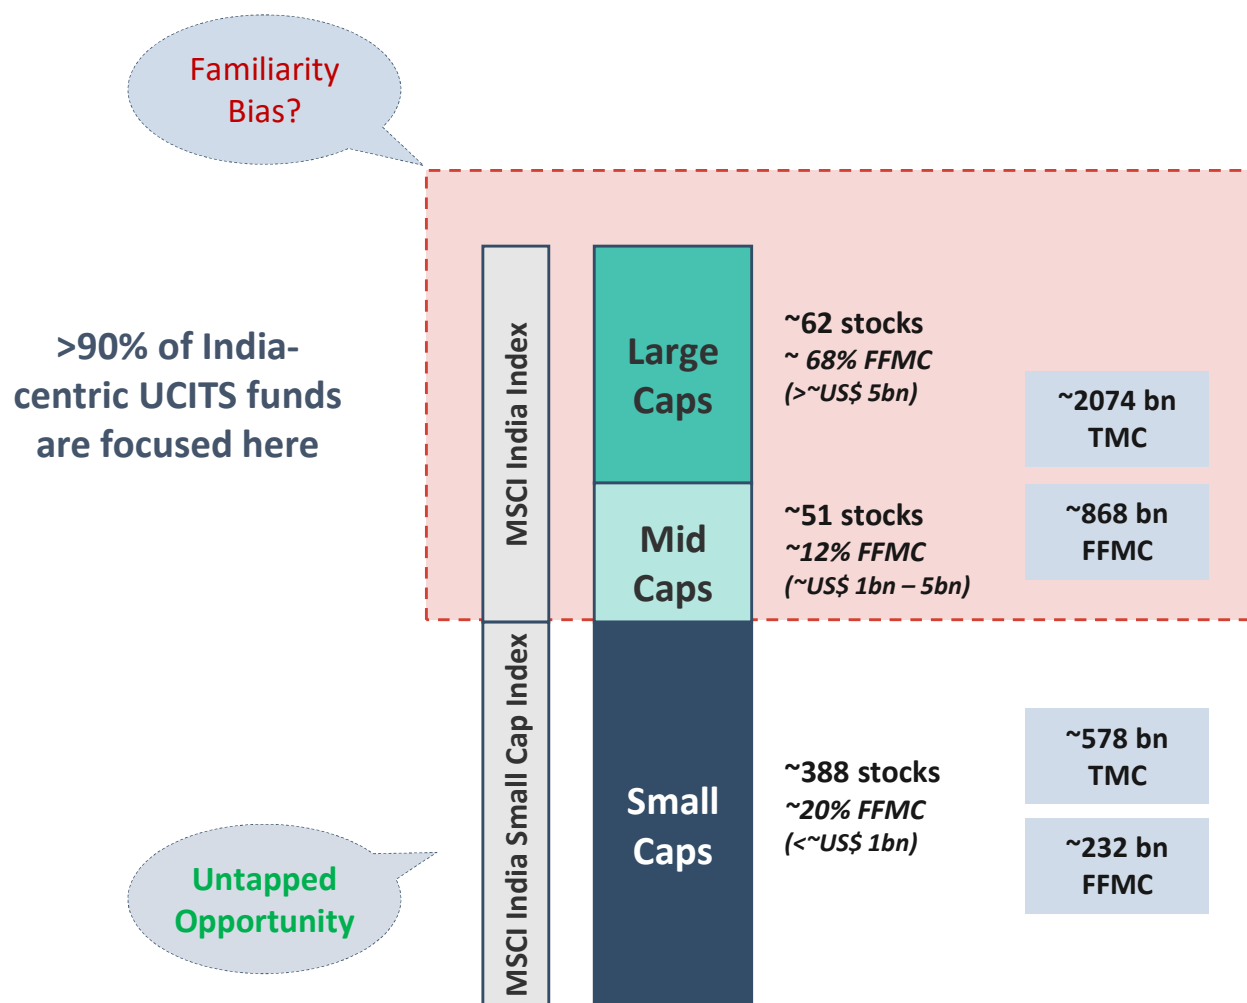 Familiarity
Bias?
>90% of India-
centric UCITS funds
are focused here
MSCI India Index
Large
Caps
~62 stocks
~ 68% FFMC
(>~US$ 5bn)
~2074 bn
TMC
Mid
Caps
~51 stocks
~12% FFMC
(~US$ 1bn – 5bn)
~868 bn
FFMC
MSCI India Small Cap Index
Small
Caps
~388 stocks
~20% FFMC
(<~US$ 1bn)
~578 bn
TMC
~232 bn
FFMC
Untapped
Opportunity